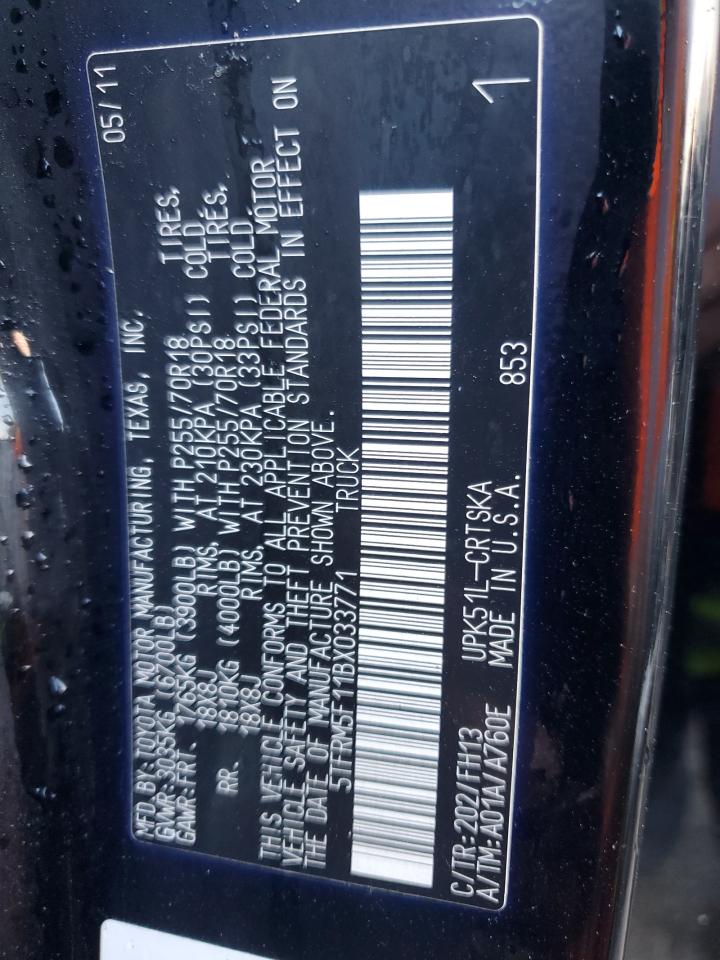 MFD. BY: TOYOTA MOTOR MANUFACTURING, TEXAS, INC. 05/11
GVWR: 3035KG (6700LB)
GAWR: FRT. 1765KG (3900LB) WITH P255/70R18 TIRES,
18X8J RIMS, AT 210KPA (30PSI) COLD
RR. 1810KG (4000LB) WITH P255/70R18 TIRES,
18X8J RIMS, AT 230KPA (33PSI) COLD.
THIS VEHICLE CONFORMS TO ALL APPLICABLE FEDERAL MOTOR
VEHICLE SAFETY AND THEFT PREVENTION STANDARDS IN EFFECT ON
THE DATE OF MANUFACTURE SHOWN ABOVE.
5TFRM5F11BX033771 TRUCK
C/TR: 202/FH13 UPK51L-CRTSKA 1
A/TM: A01A/A760E MADE IN U.S.A. 853